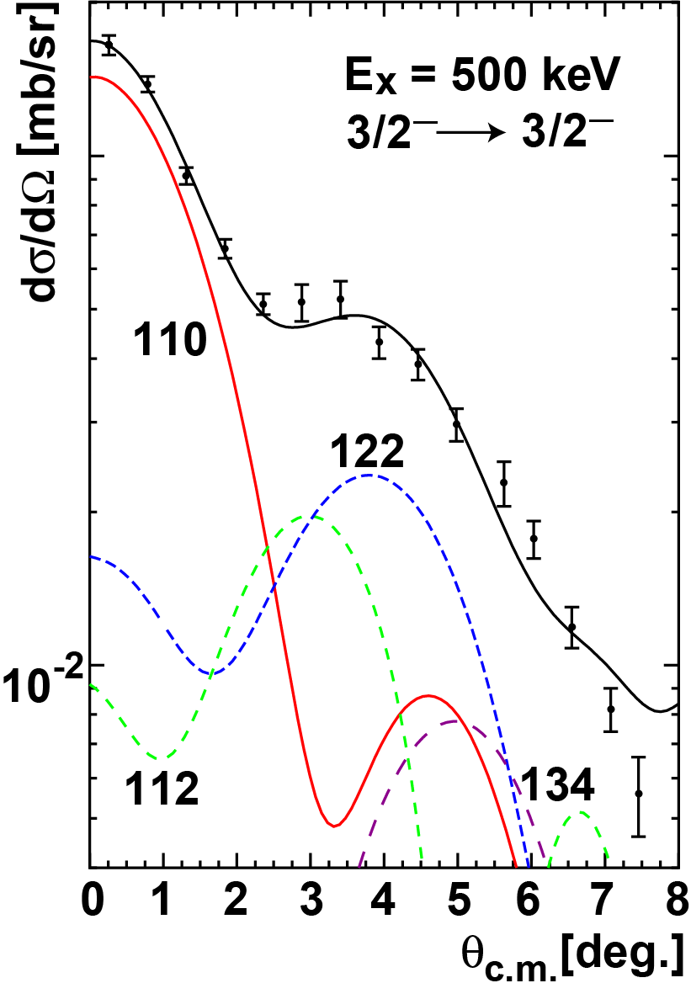 dσ/dΩ [mb/sr]
Eₓ = 500 keV
3/2⁻ → 3/2⁻
110
122
10⁻²
112
134
0 1 2 3 4 5 6 7 8
θc.m. [deg.]